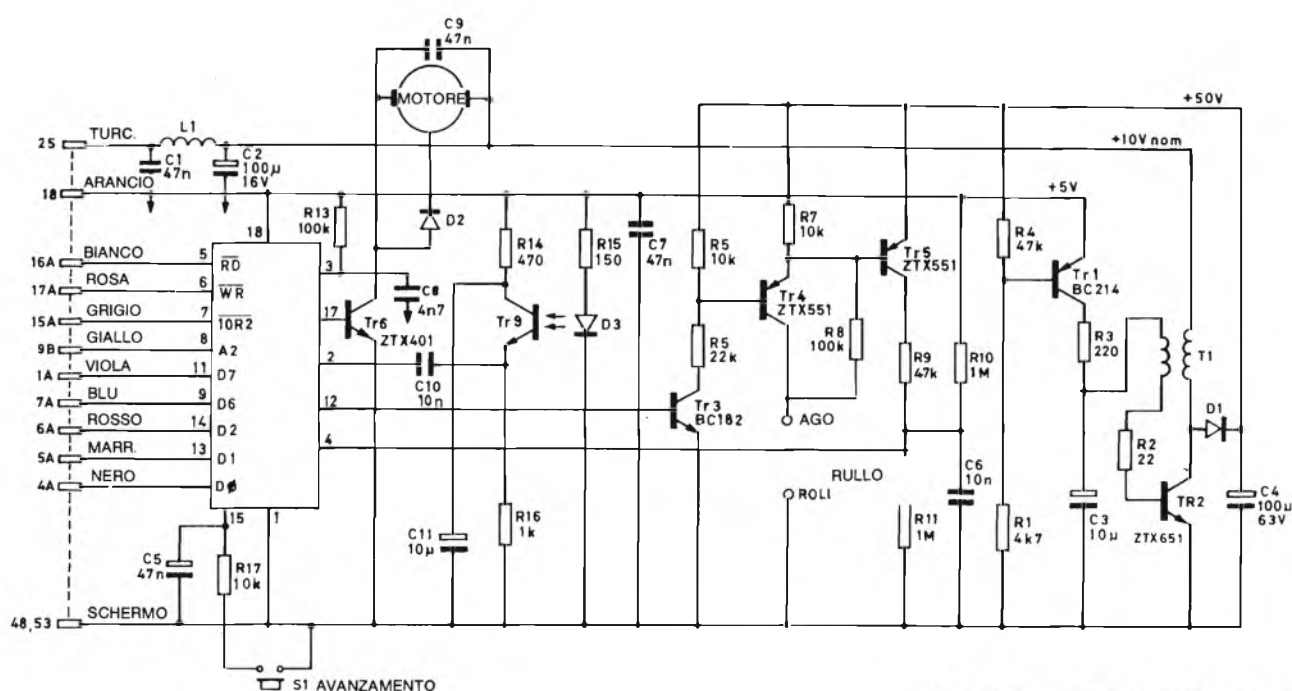 C9
47n
MOTORE
+50V
25
TURC.
L1
+10V nom
C1
47n
C2
100µ
16V
18
ARANCIO
+5V
R13
100k
D2
R14
470
R15
150
C7
47n
R5
10k
R7
10k
Tr5
ZTX551
R4
47k
Tr1
BC214
18
16A
BIANCO
5
RD
3
17A
ROSA
6
WR
C8
4n7
15A
GRIGIO
7
10R2
17
Tr6
ZTX401
Tr9
D3
Tr4
ZTX551
R8
100k
R3
220
T1
9B
GIALLO
8
A2
2
C10
10n
R5
22k
R9
47k
R10
1M
1A
VIOLA
11
D7
7A
BLU
9
D6
12
Tr3
BC182
AGO
D1
6A
ROSSO
14
D2
R2
22
5A
MARR.
13
D1
4
4A
NERO
DØ
RULLO
ROLI
C6
10n
TR2
ZTX651
C4
100µ
63V
15
1
C5
47n
R17
10k
C11
10µ
R16
1k
R11
1M
R1
4k7
C3
10µ
48,53
SCHERMO
S1 AVANZAMENTO